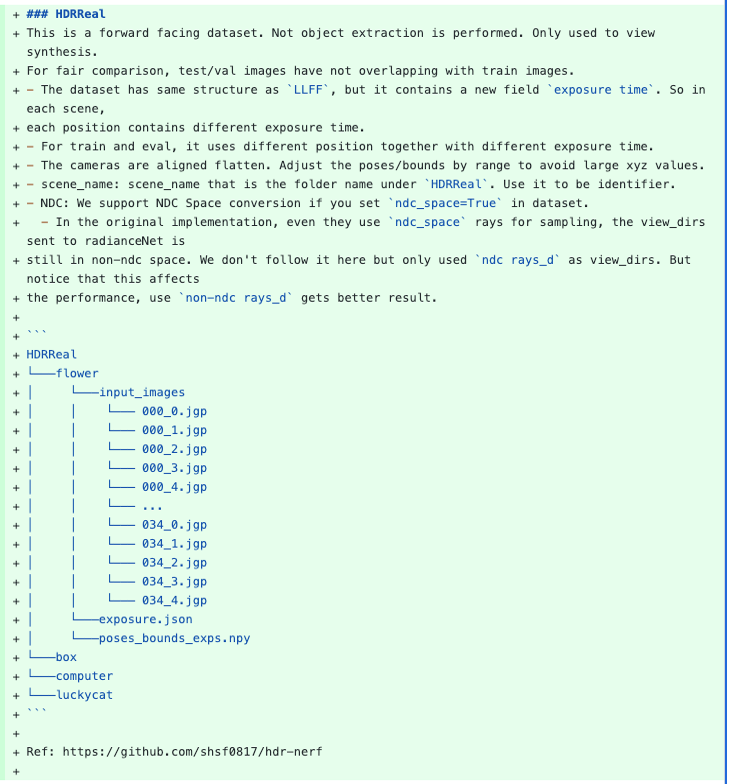 + ### HDRReal
+ This is a forward facing dataset. Not object extraction is performed. Only used to view
synthesis.
+ For fair comparison, test/val images have not overlapping with train images.
+ - The dataset has same structure as `LLFF`, but it contains a new field `exposure time`. So in
each scene,
+ each position contains different exposure time.
+ - For train and eval, it uses different position together with different exposure time.
+ - The cameras are aligned flatten. Adjust the poses/bounds by range to avoid large xyz values.
+ - scene_name: scene_name that is the folder name under `HDRReal`. Use it to be identifier.
+ - NDC: We support NDC Space conversion if you set `ndc_space=True` in dataset.
+   - In the original implementation, even they use `ndc_space` rays for sampling, the view_dirs
sent to radianceNet is
+ still in non-ndc space. We don't follow it here but only used `ndc rays_d` as view_dirs. But
notice that this affects
+ the performance, use `non-ndc rays_d` gets better result.
+
+ ```
+ HDRReal
+ └───flower
+ │    └───input_images
+ │    │   └─── 000_0.jgp
+ │    │   └─── 000_1.jgp
+ │    │   └─── 000_2.jgp
+ │    │   └─── 000_3.jgp
+ │    │   └─── 000_4.jgp
+ │    │   └─── ...
+ │    │   └─── 034_0.jgp
+ │    │   └─── 034_1.jgp
+ │    │   └─── 034_2.jgp
+ │    │   └─── 034_3.jgp
+ │    │   └─── 034_4.jgp
+ │    └───exposure.json
+ │    └───poses_bounds_exps.npy
+ └───box
+ └───computer
+ └───luckycat
+ ```
+
+ Ref: https://github.com/shsf0817/hdr-nerf
+